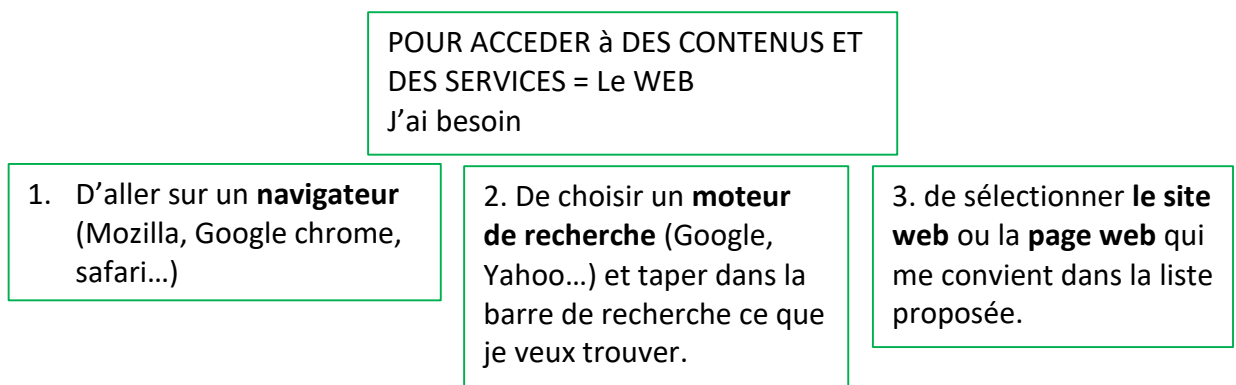 POUR ACCEDER à DES CONTENUS ET
DES SERVICES = Le WEB
J’ai besoin
1. D’aller sur un navigateur
(Mozilla, Google chrome,
safari…)
2. De choisir un moteur
de recherche (Google,
Yahoo…) et taper dans la
barre de recherche ce que
je veux trouver.
3. de sélectionner le site
web ou la page web qui
me convient dans la liste
proposée.